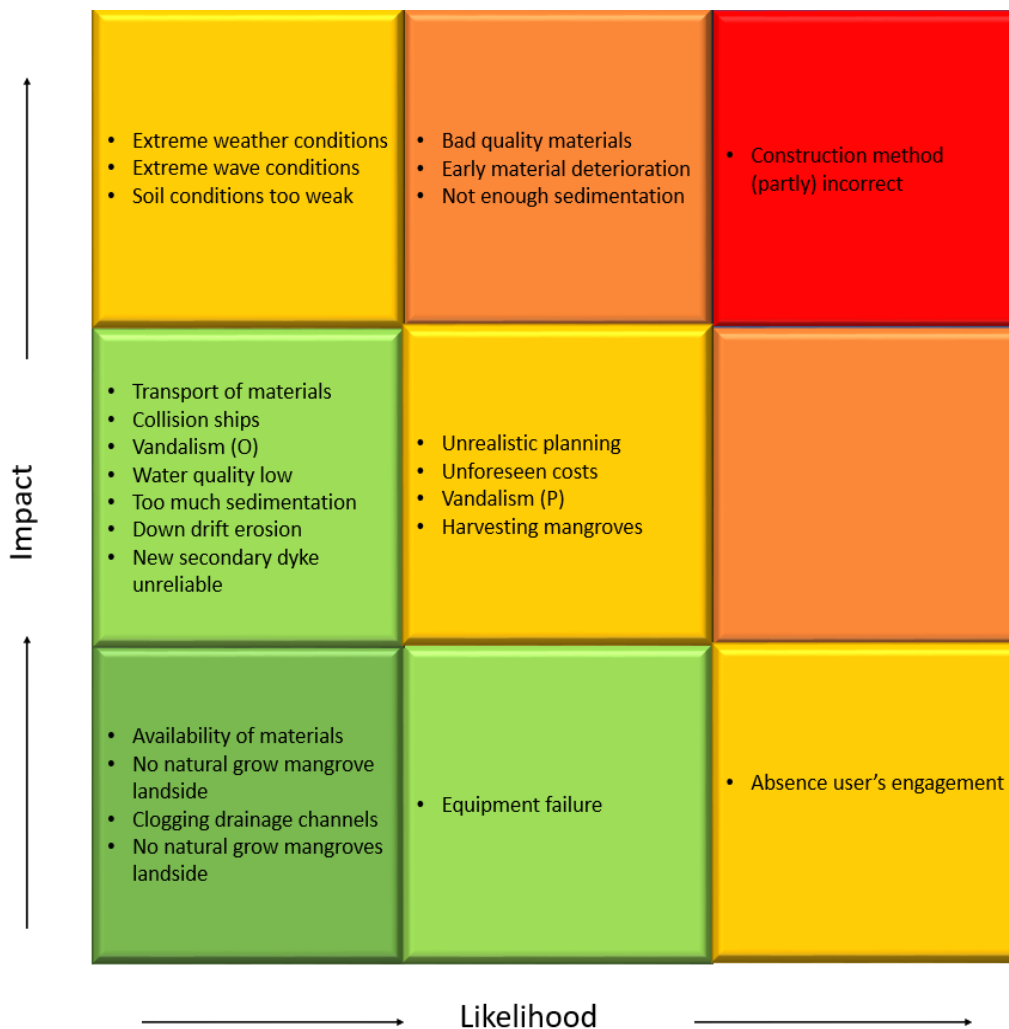 • Extreme weather conditions
• Extreme wave conditions
• Soil conditions too weak
• Bad quality materials
• Early material deterioration
• Not enough sedimentation
• Construction method
(partly) incorrect
• Transport of materials
• Collision ships
• Vandalism (O)
• Water quality low
• Too much sedimentation
• Down drift erosion
• New secondary dyke
unreliable
• Unrealistic planning
• Unforeseen costs
• Vandalism (P)
• Harvesting mangroves
• Availability of materials
• No natural grow mangrove
landside
• Clogging drainage channels
• No natural grow mangroves
landside
• Equipment failure
• Absence user’s engagement
Impact
Likelihood